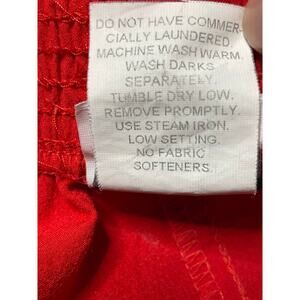 DO NOT HAVE COMMER-
CIALLY LAUNDERED.
MACHINE WASH WARM.
WASH DARKS
SEPARATELY.
TUMBLE DRY LOW.
REMOVE PROMPTLY.
USE STEAM IRON.
LOW SETTING.
NO FABRIC
SOFTENERS.